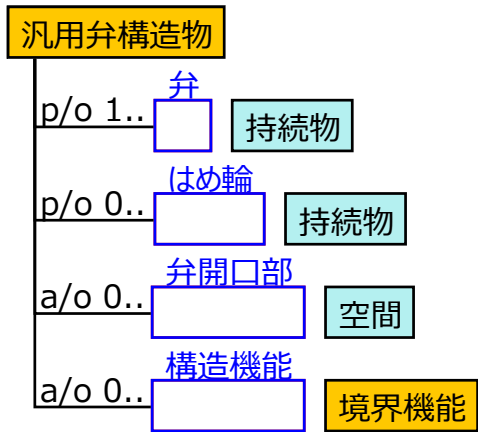 汎用弁構造物
弁
p/o 1..
持続物
はめ輪
p/o 0..
持続物
弁開口部
a/o 0..
空間
構造機能
a/o 0..
境界機能